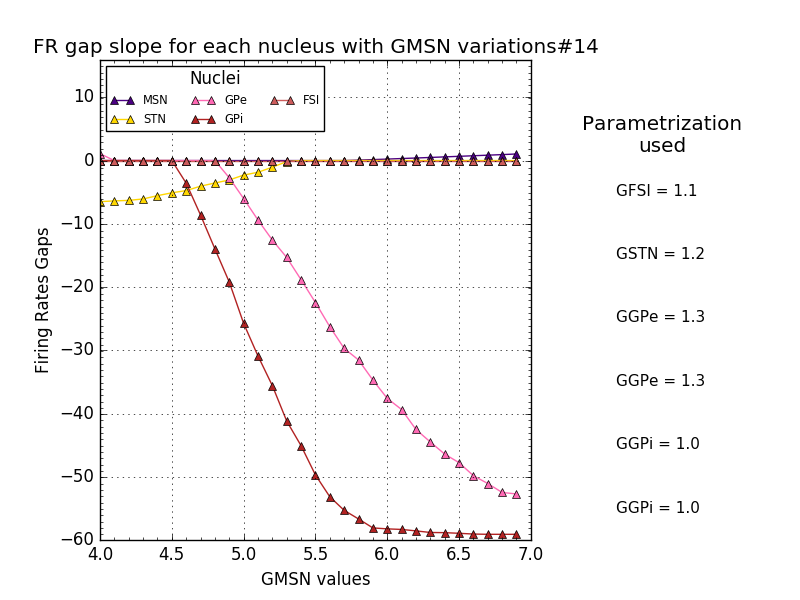 FR gap slope for each nucleus with GMSN variations#14
Nuclei
MSN GPe FSI
STN GPi
10
0
−10
−20
−30
−40
−50
−60
Firing Rates Gaps
4.0 4.5 5.0 5.5 6.0 6.5 7.0
GMSN values
Parametrization
used
GFSI = 1.1
GSTN = 1.2
GGPe = 1.3
GGPe = 1.3
GGPi = 1.0
GGPi = 1.0